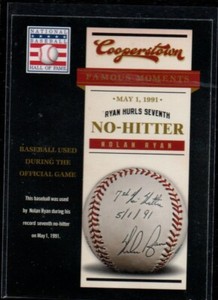 NATIONAL
BASEBALL
HALL OF FAME
Cooperstown
FAMOUS MOMENTS
MAY 1, 1991
RYAN HURLS SEVENTH
NO-HITTER
NOLAN RYAN
BASEBALL USED
DURING THE
OFFICIAL GAME
This baseball was used
by Nolan Ryan during his
record seventh no-hitter
on May 1, 1991.
7th No Hitter
5/1/91
Nolan Ryan